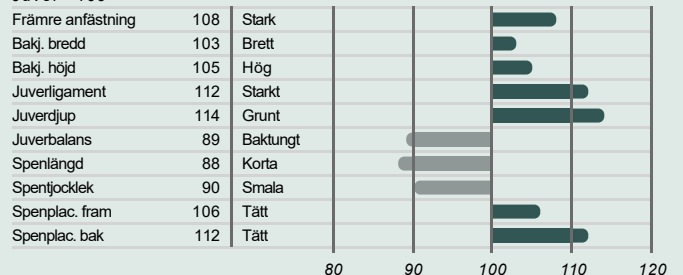 Främre anfästning 108 Stark
Bakj. bredd 103 Brett
Bakj. höjd 105 Hög
Juverligament 112 Starkt
Juverdjup 114 Grunt
Juverbalans 89 Baktungt
Spenlängd 88 Korta
Spentjocklek 90 Smala
Spenplac. fram 106 Tätt
Spenplac. bak 112 Tätt
80 90 100 110 120